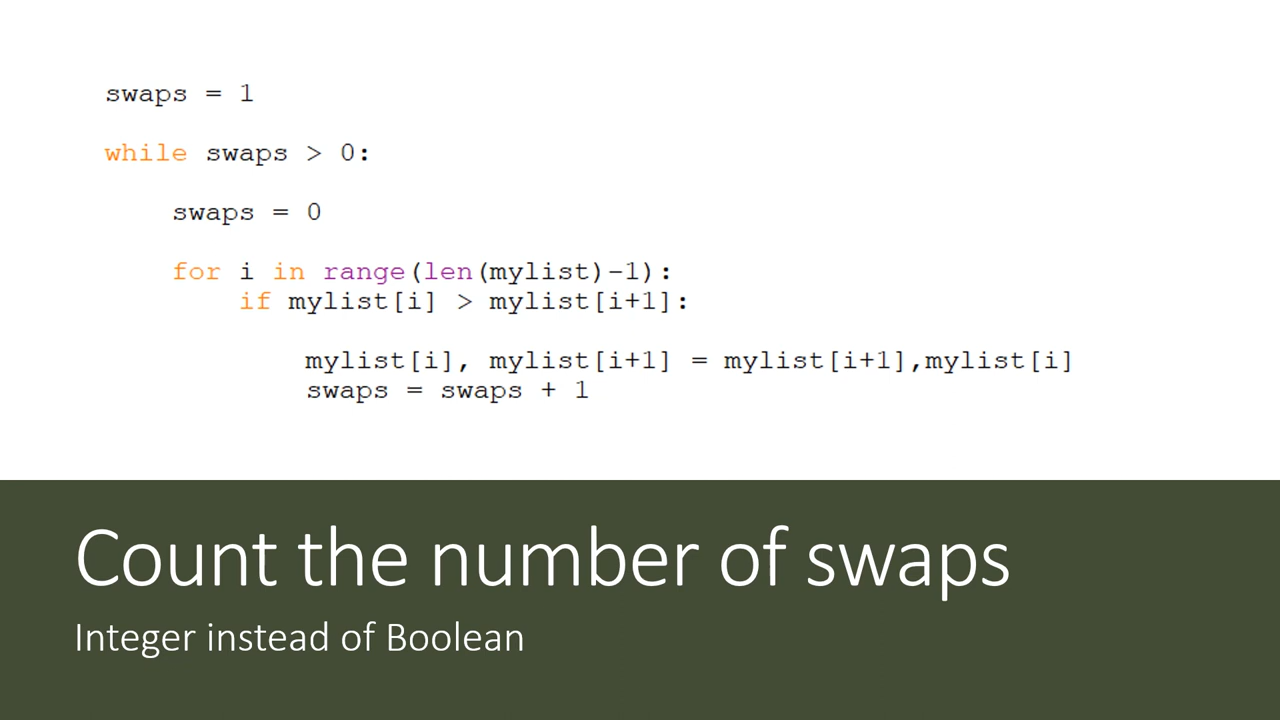 swaps = 1
while swaps > 0:
swaps = 0
for i in range(len(mylist)-1):
if mylist[i] > mylist[i+1]:
mylist[i], mylist[i+1] = mylist[i+1],mylist[i]
swaps = swaps + 1
Count the number of swaps
Integer instead of Boolean